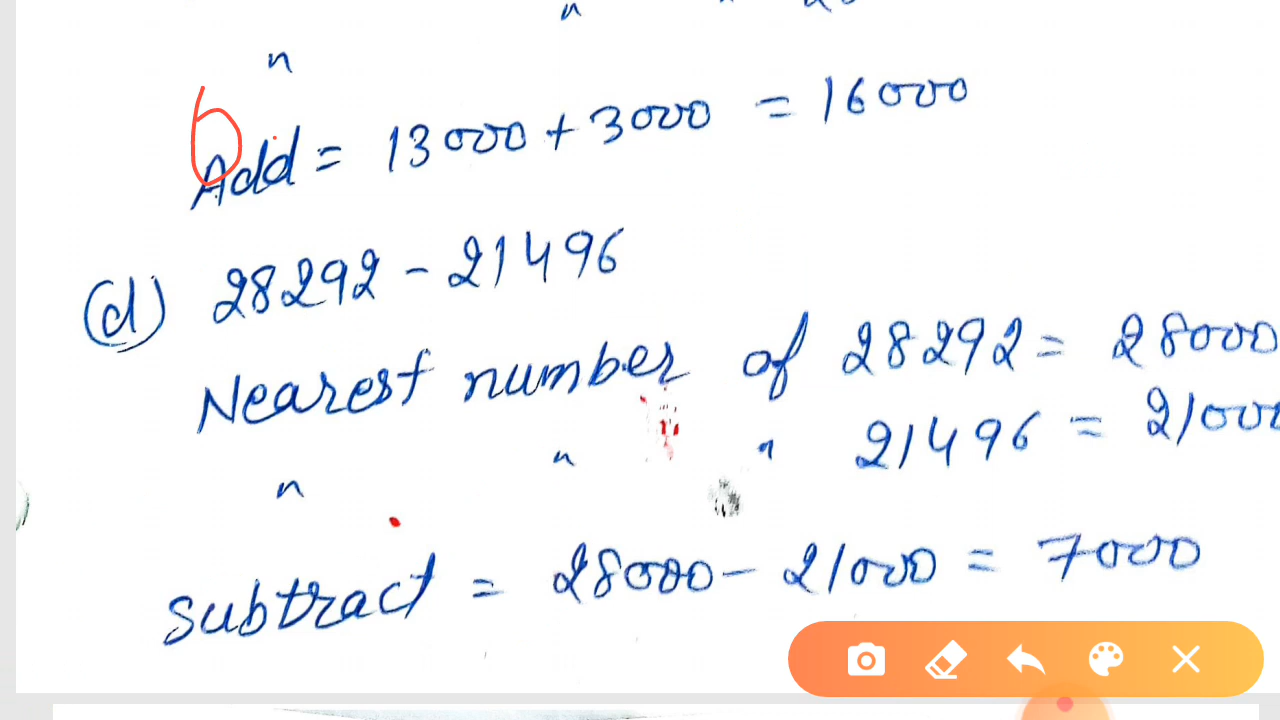 "
"
Add = 13000 + 3000 = 16000
(d) 28292 - 21496
Nearest number of 28292 = 28000
" " " 21496 = 21000
Subtract = 28000 - 21000 = 7000